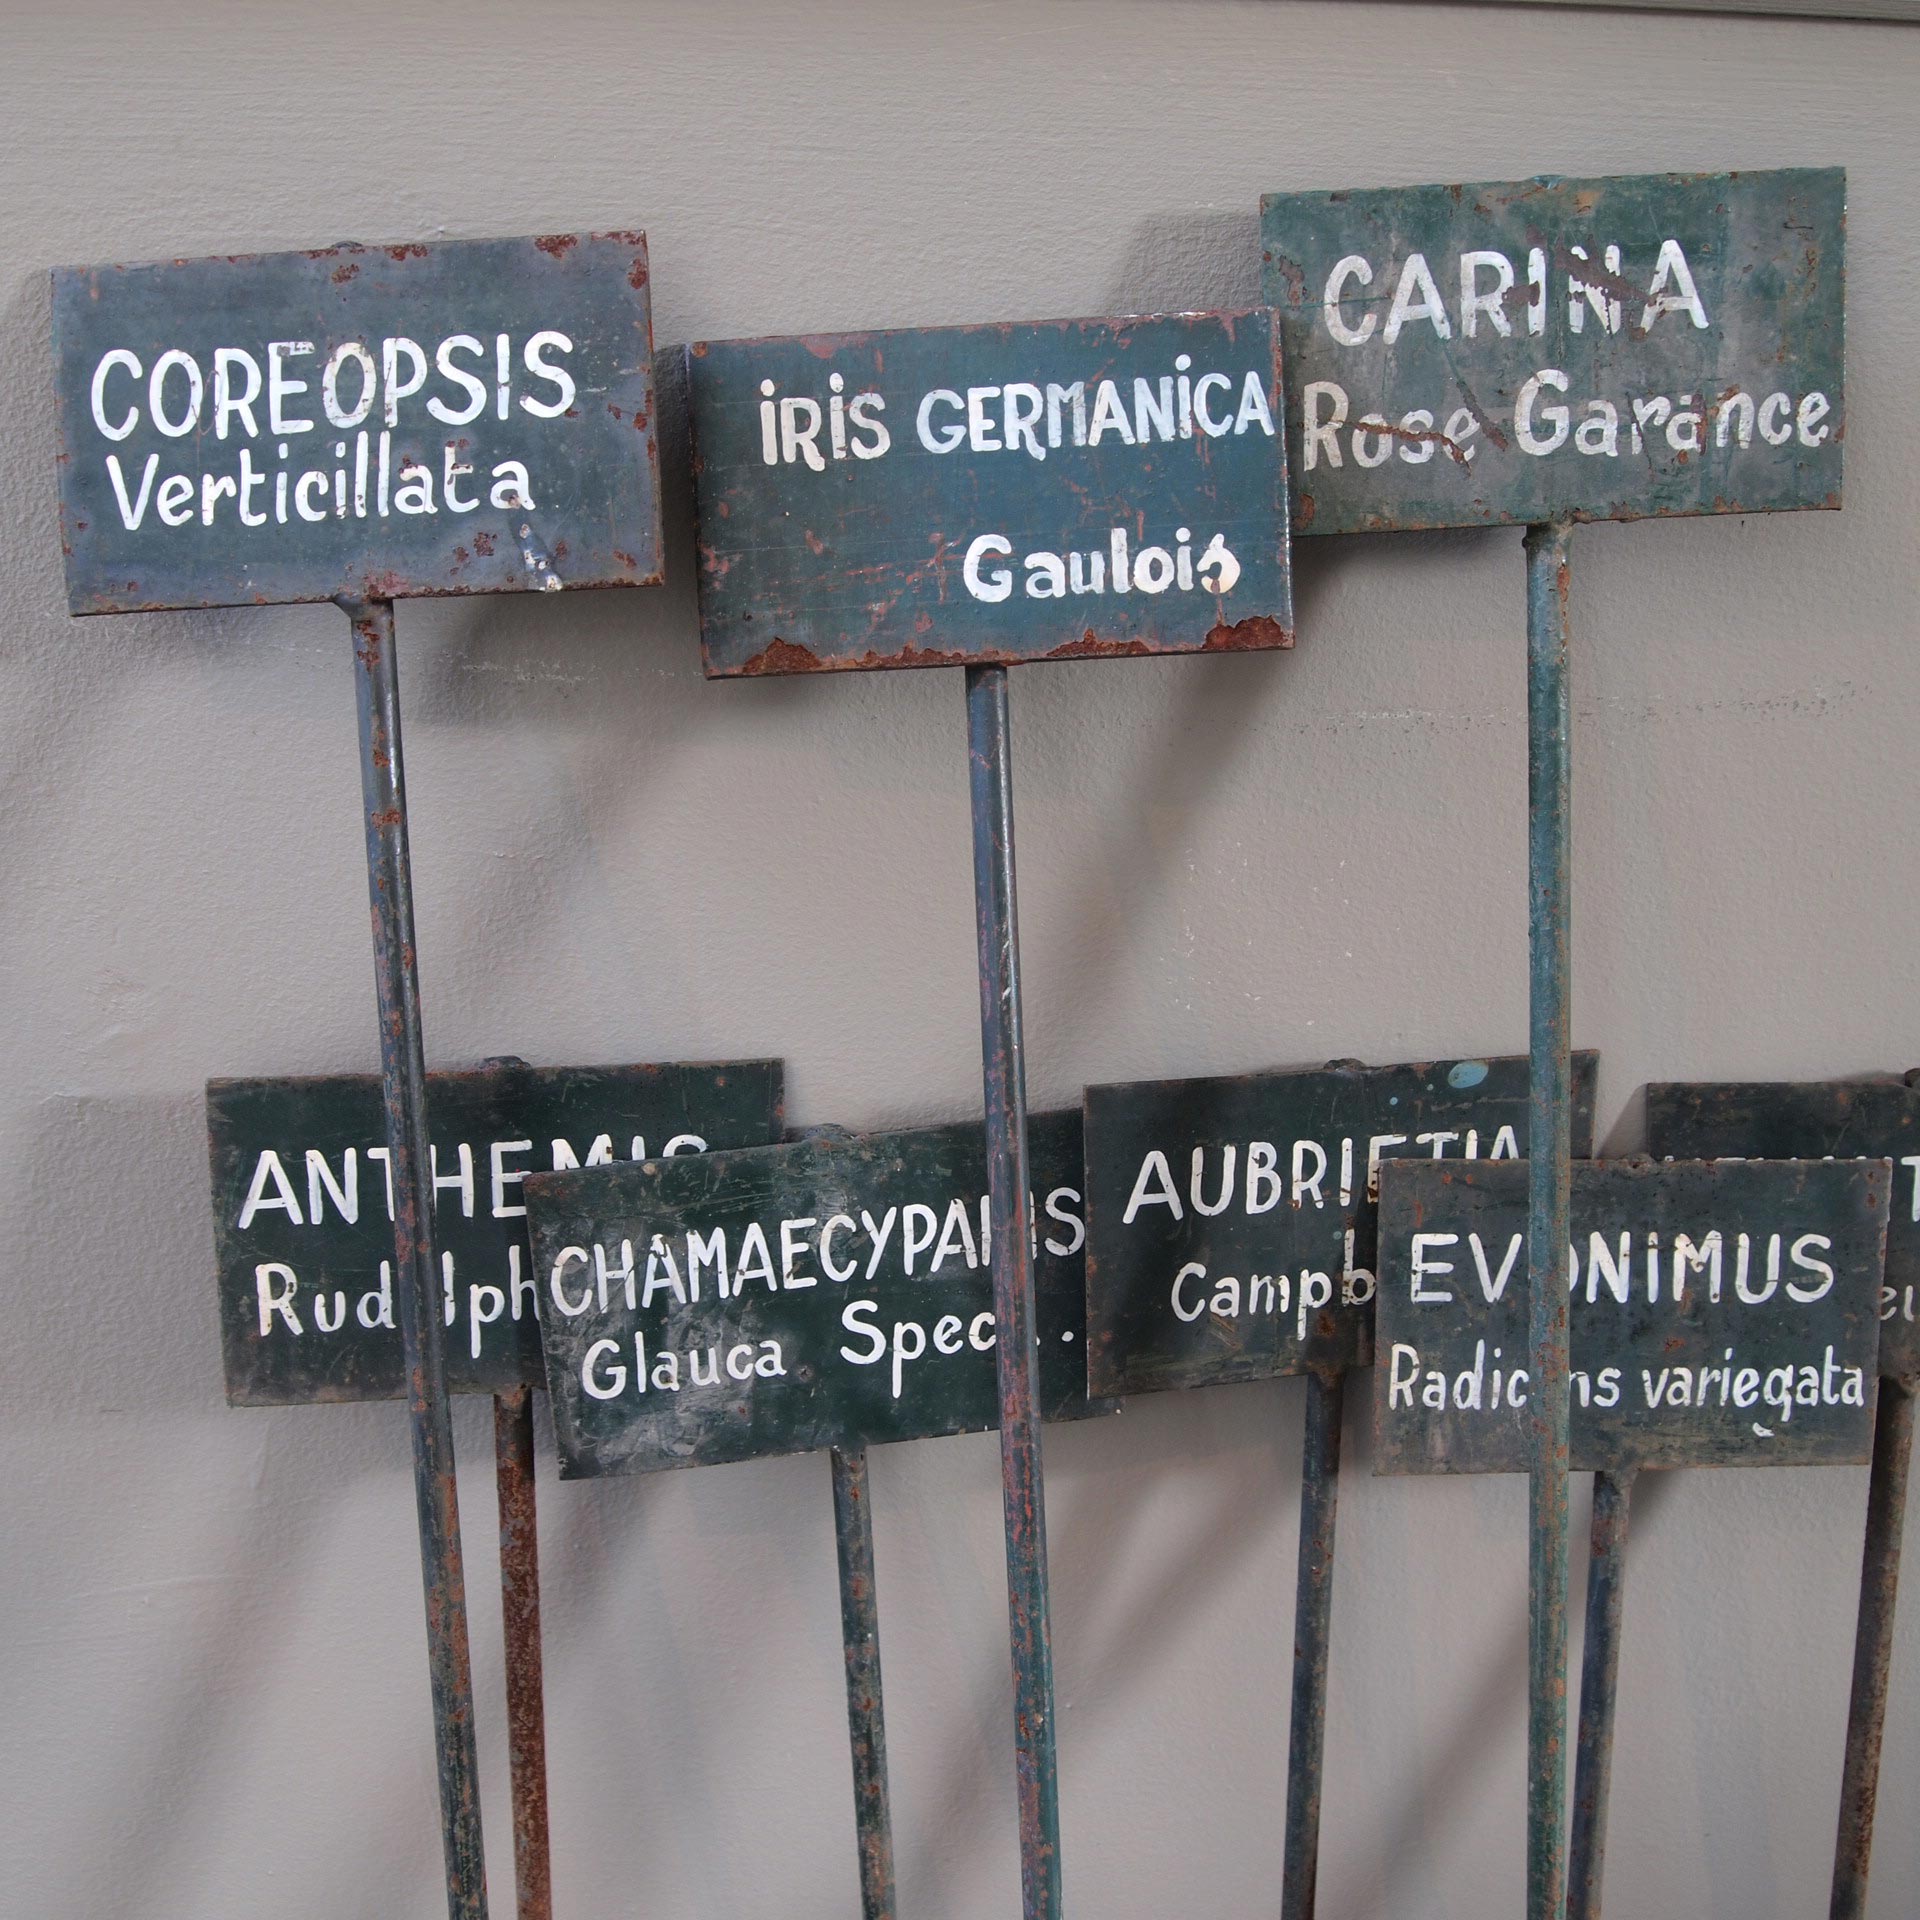 COREOPSIS
Verticillata
iRiS GERMANiCA
Gaulois
CARINA
Rose Garance
ANTHEMIS
CHAMAECYPARIS
Glauca Spec...
AUBRIETIA
EVONiMUS
Radicans variegata